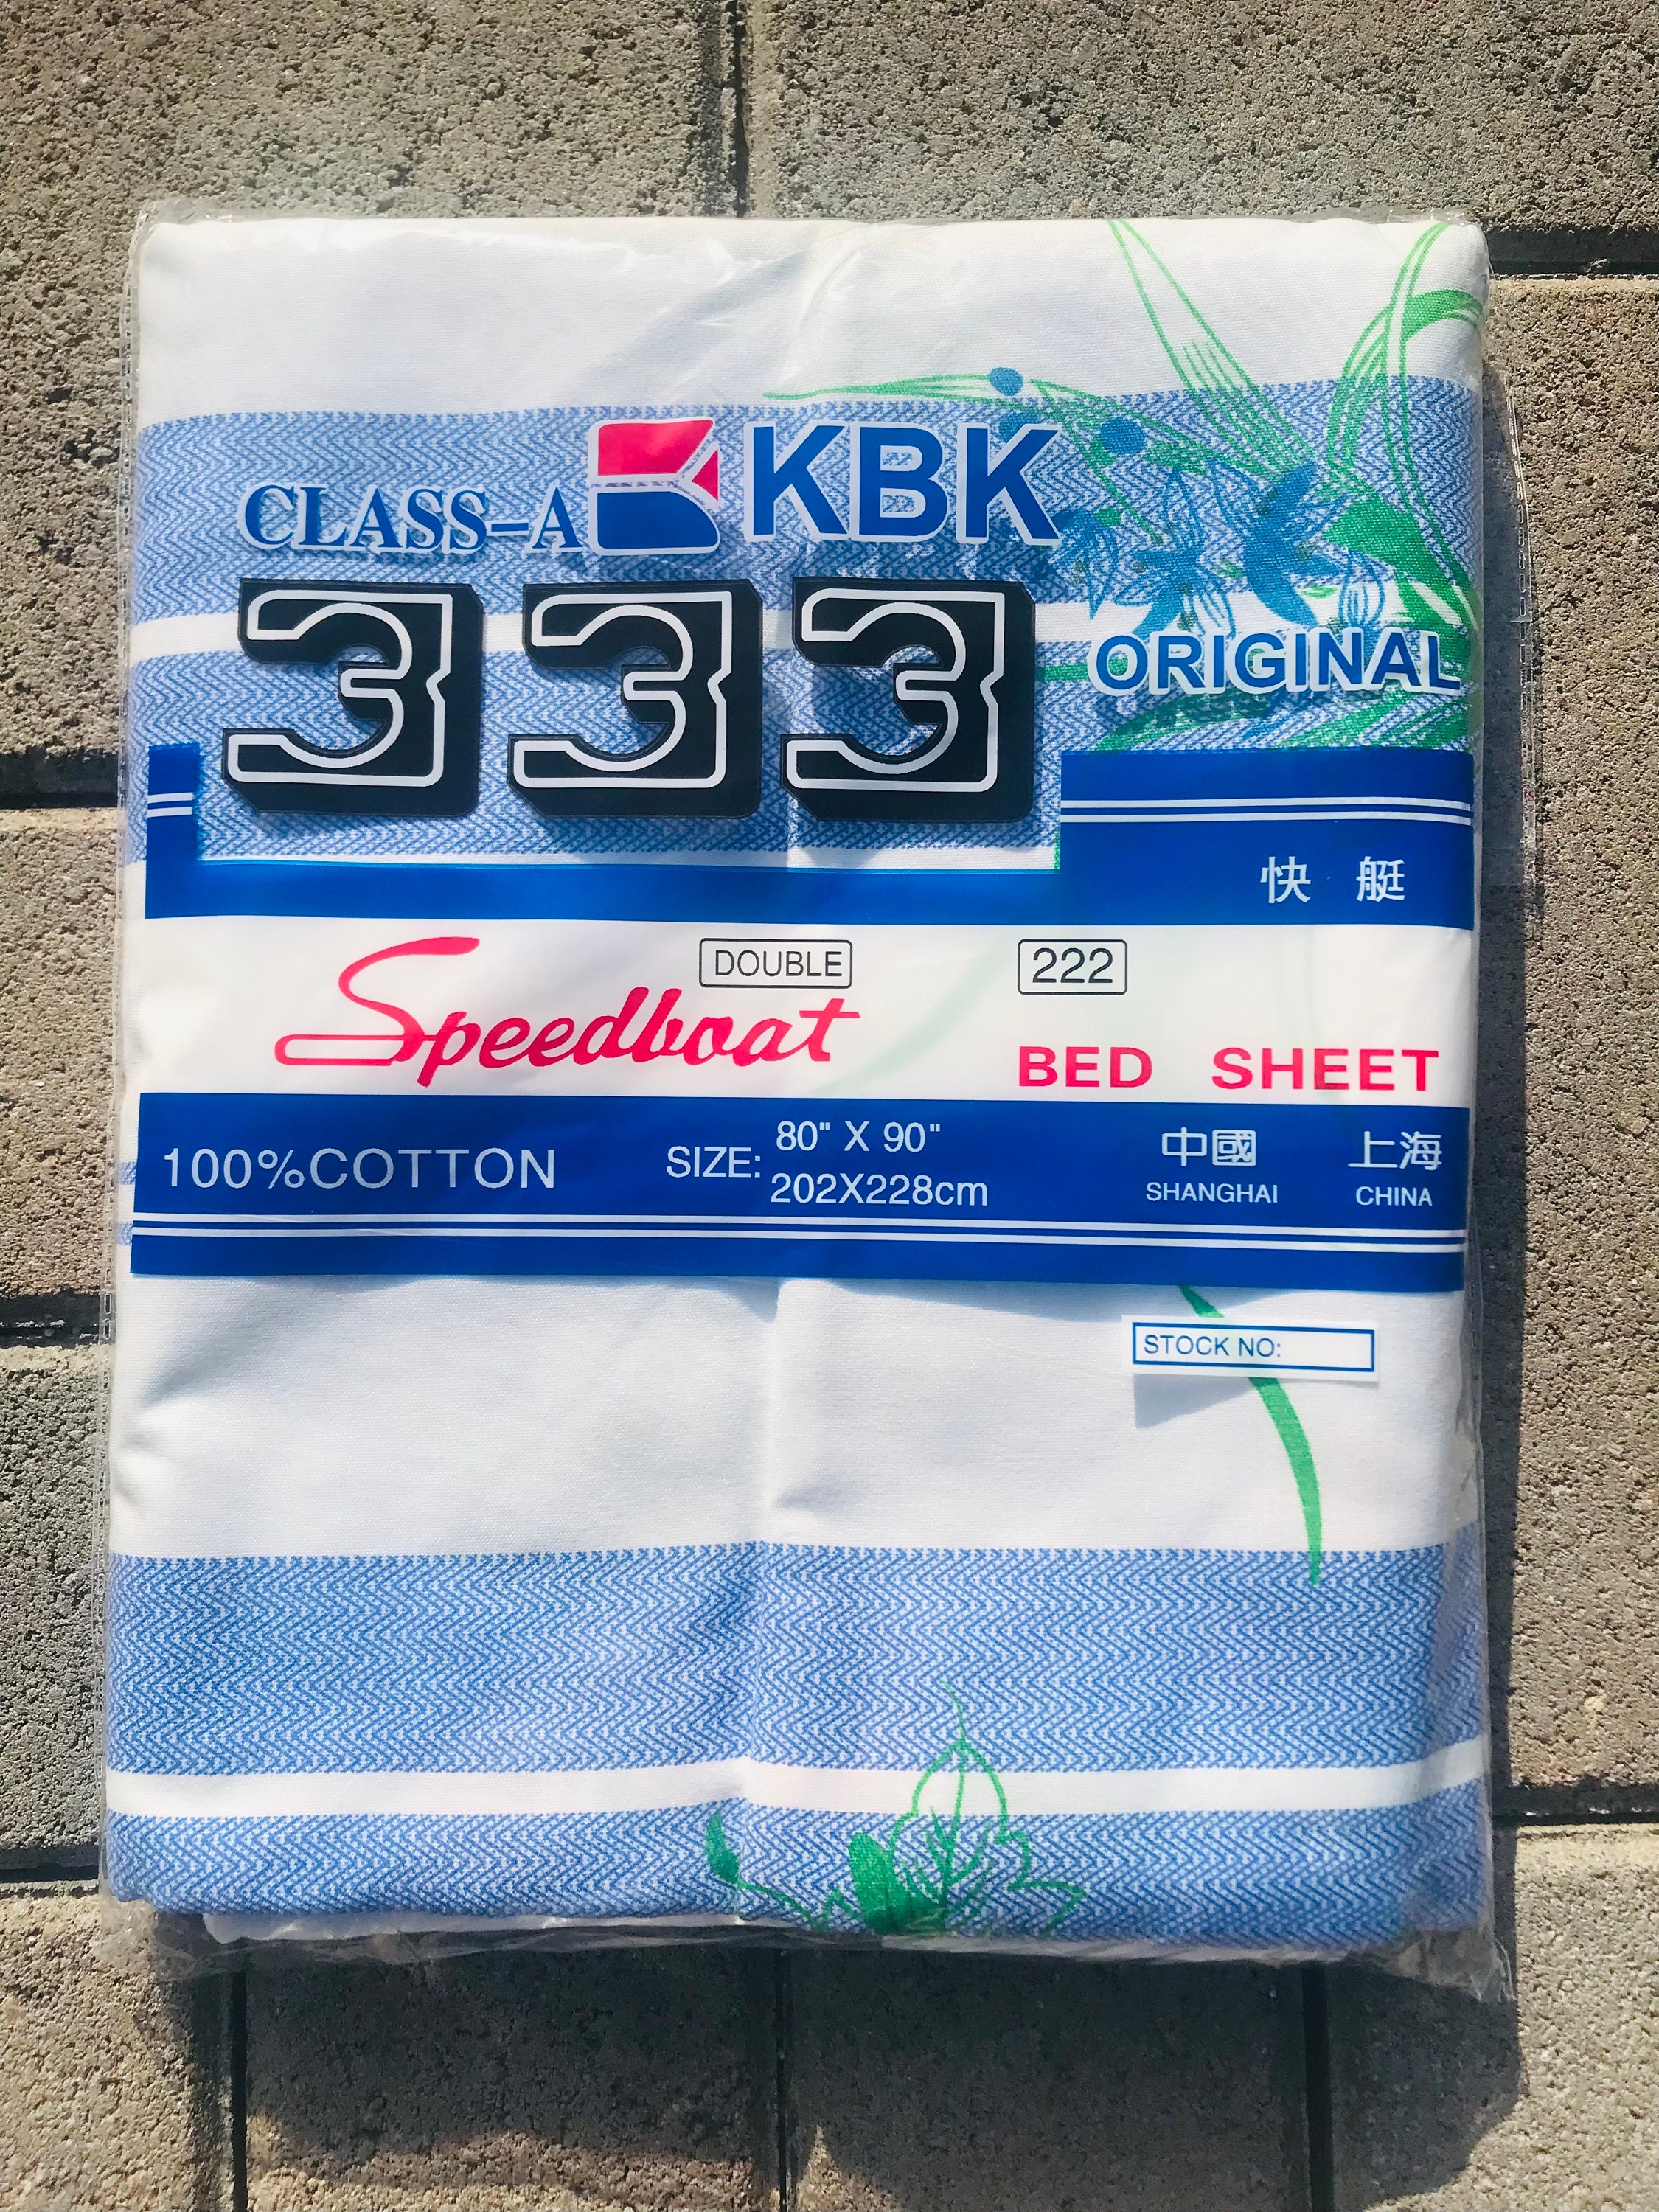 CLASS-A KBK
333
ORIGINAL
快艇
DOUBLE 222
Speedboat
BED SHEET
100%COTTON
SIZE: 80" X 90"
202X228cm
中國 上海
SHANGHAI CHINA
STOCK NO: